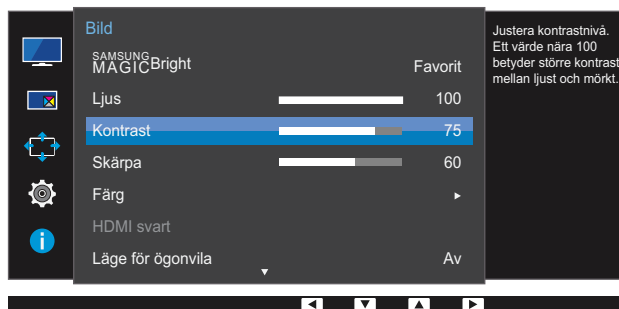 Bild
SAMSUNG
MAGICBright Favorit
Ljus 100
Kontrast 75
Skärpa 60
Färg
HDMI svart
Läge för ögonvila Av
Justera kontrastnivå.
Ett värde nära 100
betyder större kontrast
mellan ljust och mörkt.